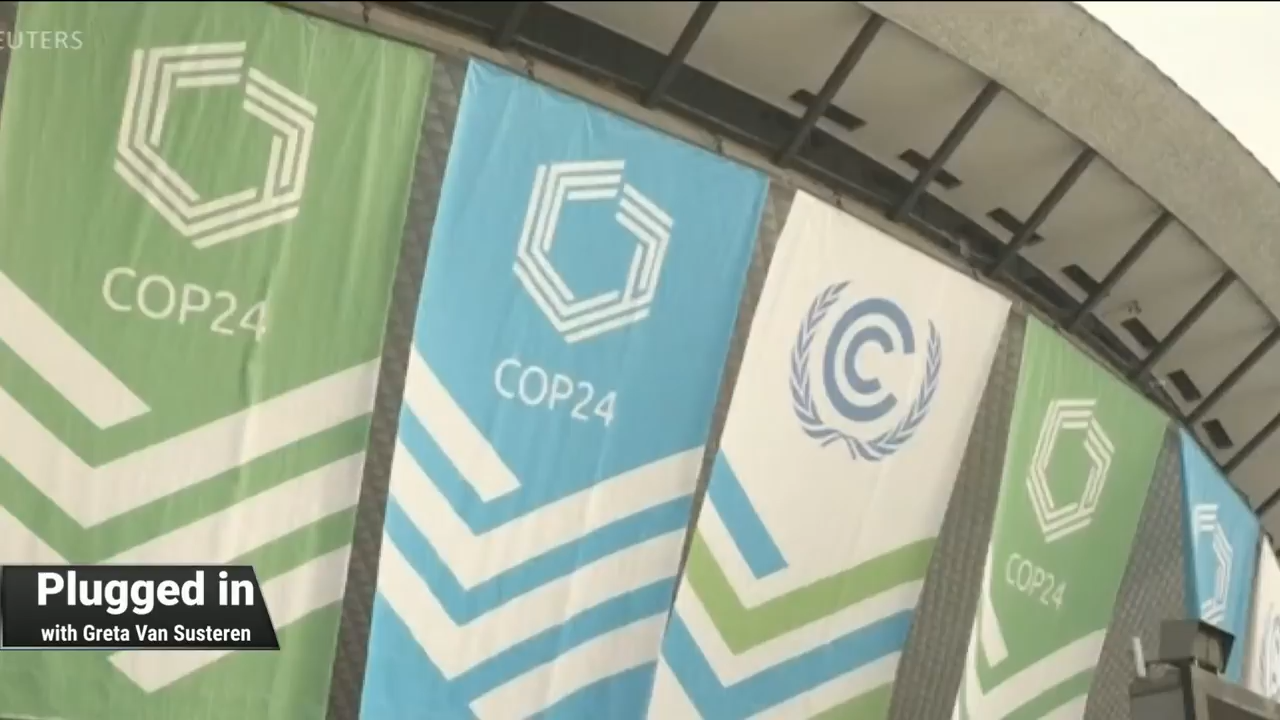 EUTERS
COP24
COP24
COP24
Plugged in
with Greta Van Susteren